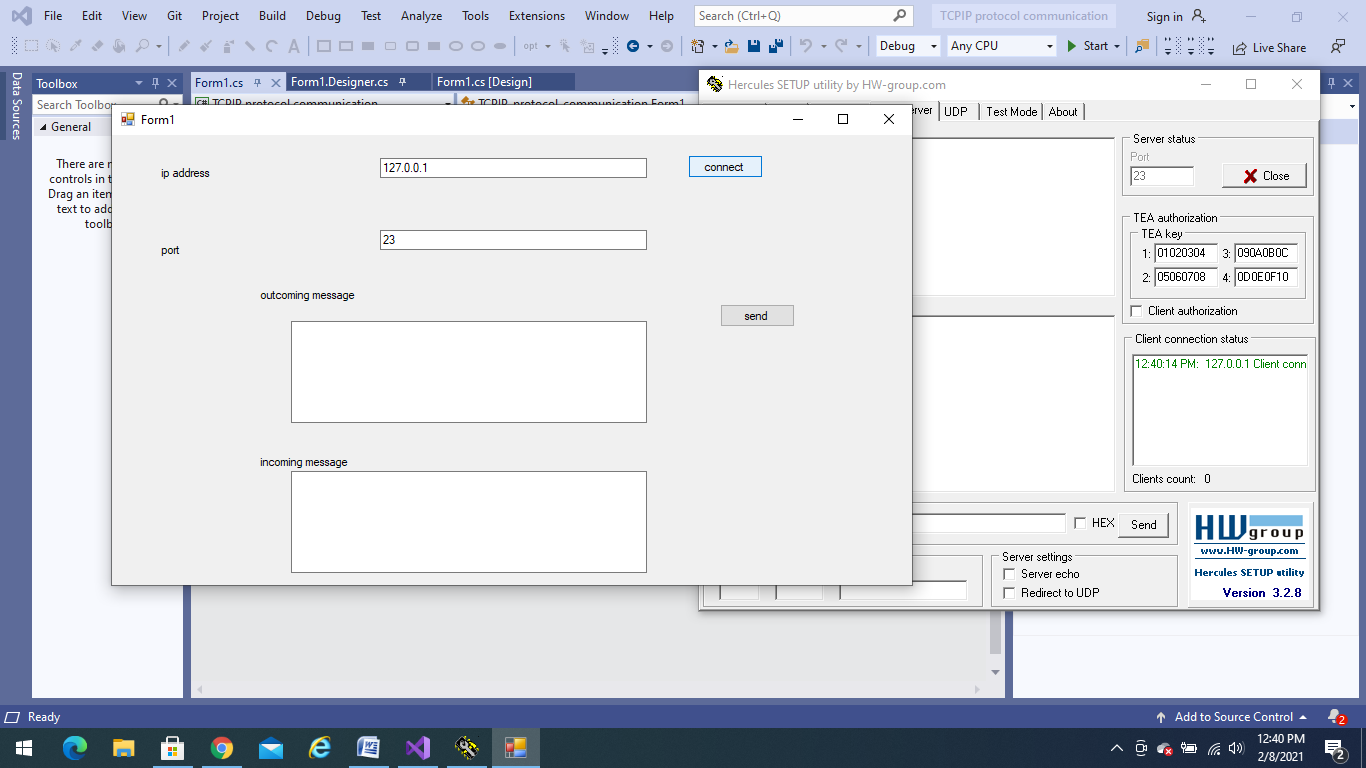 File Edit View Git Project Build Debug Test Analyze Tools Extensions Window Help Search (Ctrl+Q) TCPIP protocol communication Sign in
opt Debug Any CPU Start Live Share
Data Sources
Toolbox
Search Toolbox
General
There are
controls in
Drag an
text to
Form1.cs Form1.Designer.cs Form1.cs [Design]
Form1
ip address 127.0.0.1 connect
port 23
outcoming message
send
incoming message
Hercules SETUP utility by HW-group.com
UDP Test Mode About
Server status
Port
23 Close
TEA authorization
TEA key
1: 01020304 3: 090A0B0C
2: 05060708 4: 0D0E0F10
Client authorization
Client connection status
12:40:14 PM: 127.0.0.1 Client conn
Clients count: 0
HEX Send
Server settings
Server echo
Redirect to UDP
HW group
www.HW-group.com
Hercules SETUP utility
Version 3.2.8
Ready Add to Source Control 2
12:40 PM
2/8/2021
2